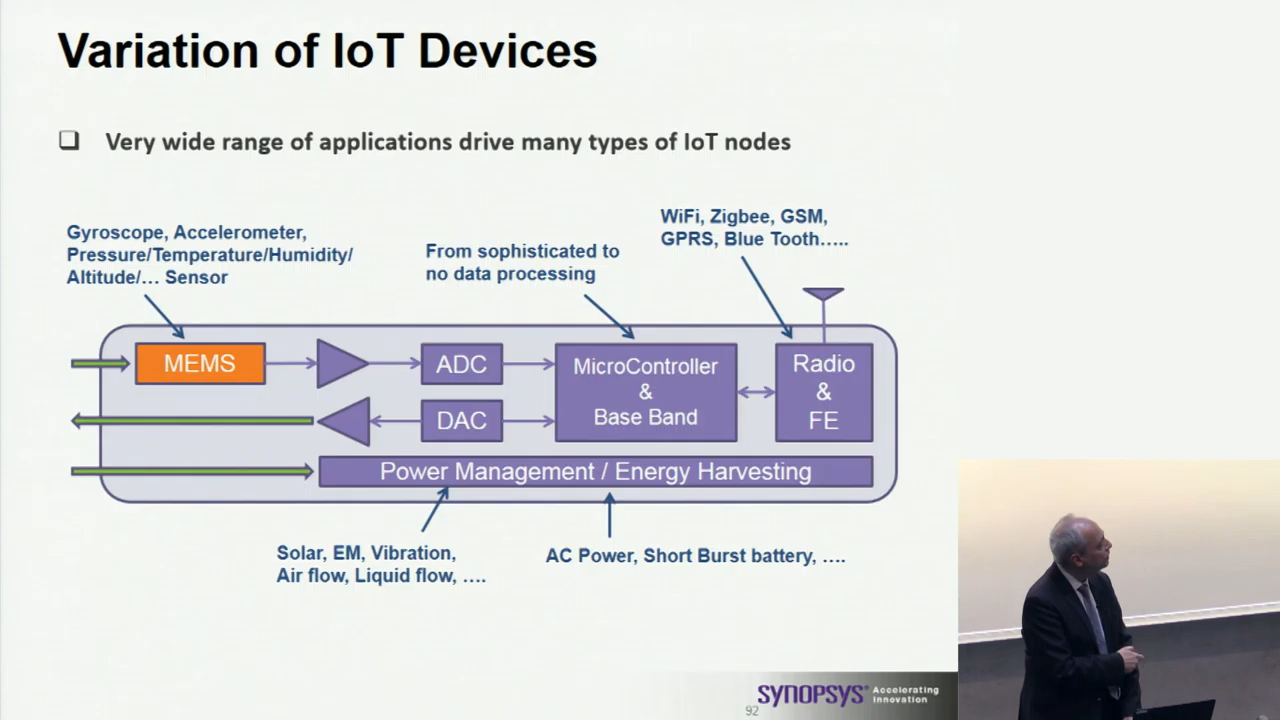 Variation of IoT Devices
❑ Very wide range of applications drive many types of IoT nodes
Gyroscope, Accelerometer,
Pressure/Temperature/Humidity/
Altitude/… Sensor
From sophisticated to
no data processing
WiFi, Zigbee, GSM,
GPRS, Blue Tooth…..
MEMS
ADC
DAC
MicroController
&
Base Band
Radio
&
FE
Power Management / Energy Harvesting
Solar, EM, Vibration,
Air flow, Liquid flow, ….
AC Power, Short Burst battery, ….
SYNOPSYS®
Accelerating
Innovation
92